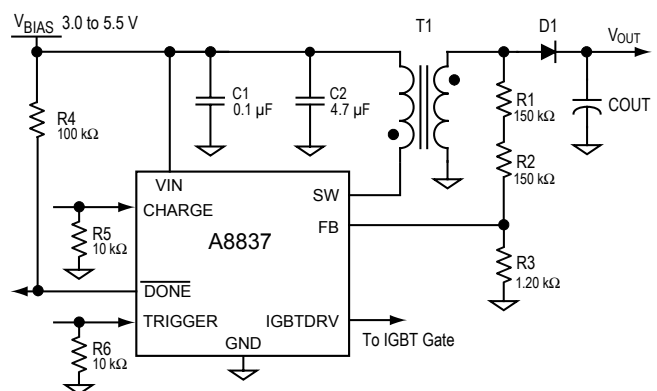 VBIAS 3.0 to 5.5 V
T1
D1
VOUT
C1
0.1 µF
C2
4.7 µF
R1
150 kΩ
COUT
R4
100 kΩ
R2
150 kΩ
VIN
SW
CHARGE
FB
R5
10 kΩ
A8837
R3
1.20 kΩ
DONE
TRIGGER
IGBTDRV
To IGBT Gate
GND
R6
10 kΩ